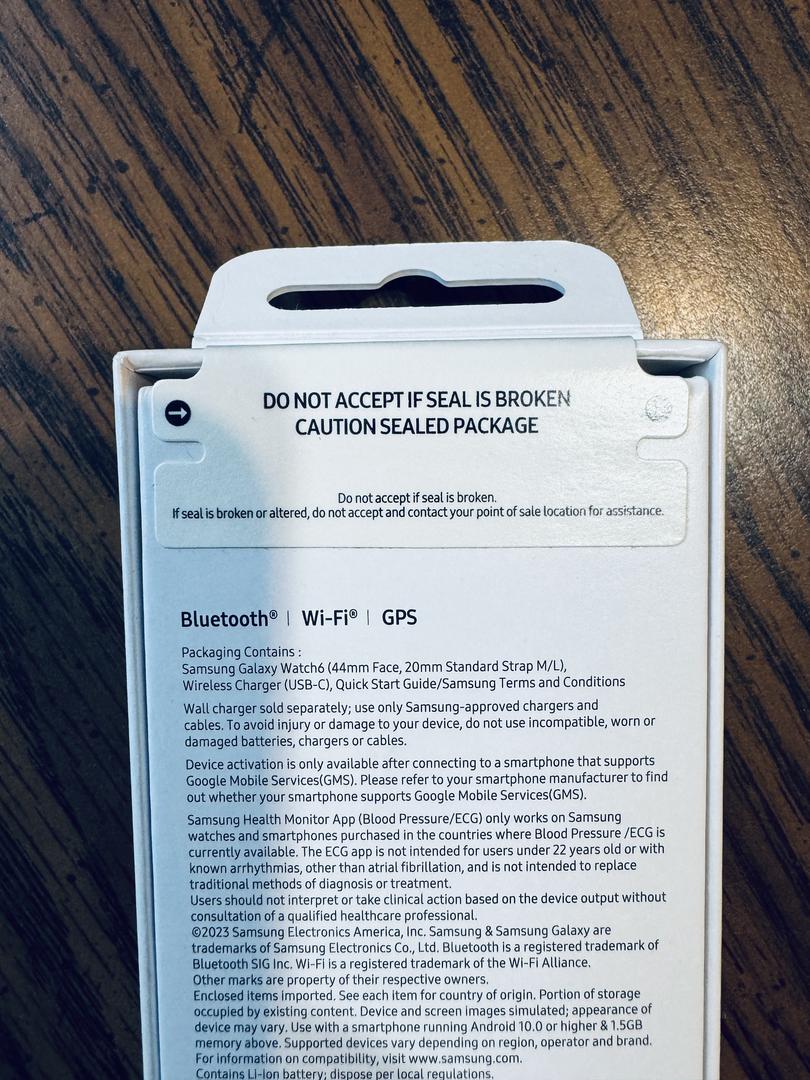 DO NOT ACCEPT IF SEAL IS BROKEN
CAUTION SEALED PACKAGE
Do not accept if seal is broken.
If seal is broken or altered, do not accept and contact your point of sale location for assistance.
Bluetooth® | Wi-Fi® | GPS
Packaging Contains :
Samsung Galaxy Watch6 (44mm Face, 20mm Standard Strap M/L),
Wireless Charger (USB-C), Quick Start Guide/Samsung Terms and Conditions
Wall charger sold separately; use only Samsung-approved chargers and
cables. To avoid injury or damage to your device, do not use incompatible, worn or
damaged batteries, chargers or cables.
Device activation is only available after connecting to a smartphone that supports
Google Mobile Services(GMS). Please refer to your smartphone manufacturer to find
out whether your smartphone supports Google Mobile Services(GMS).
Samsung Health Monitor App (Blood Pressure/ECG) only works on Samsung
watches and smartphones purchased in the countries where Blood Pressure /ECG is
currently available. The ECG app is not intended for users under 22 years old or with
known arrhythmias, other than atrial fibrillation, and is not intended to replace
traditional methods of diagnosis or treatment.
Users should not interpret or take clinical action based on the device output without
consultation of a qualified healthcare professional.
©2023 Samsung Electronics America, Inc. Samsung & Samsung Galaxy are
trademarks of Samsung Electronics Co., Ltd. Bluetooth is a registered trademark of
Bluetooth SIG Inc. Wi-Fi is a registered trademark of the Wi-Fi Alliance.
Other marks are property of their respective owners.
Enclosed items imported. See each item for country of origin. Portion of storage
occupied by existing content. Device and screen images simulated; appearance of
device may vary. Use with a smartphone running Android 10.0 or higher & 1.5GB
memory above. Supported devices vary depending on region, operator and brand.
For information on compatibility, visit www.samsung.com.
Contains Li-ion battery; dispose per local regulations.